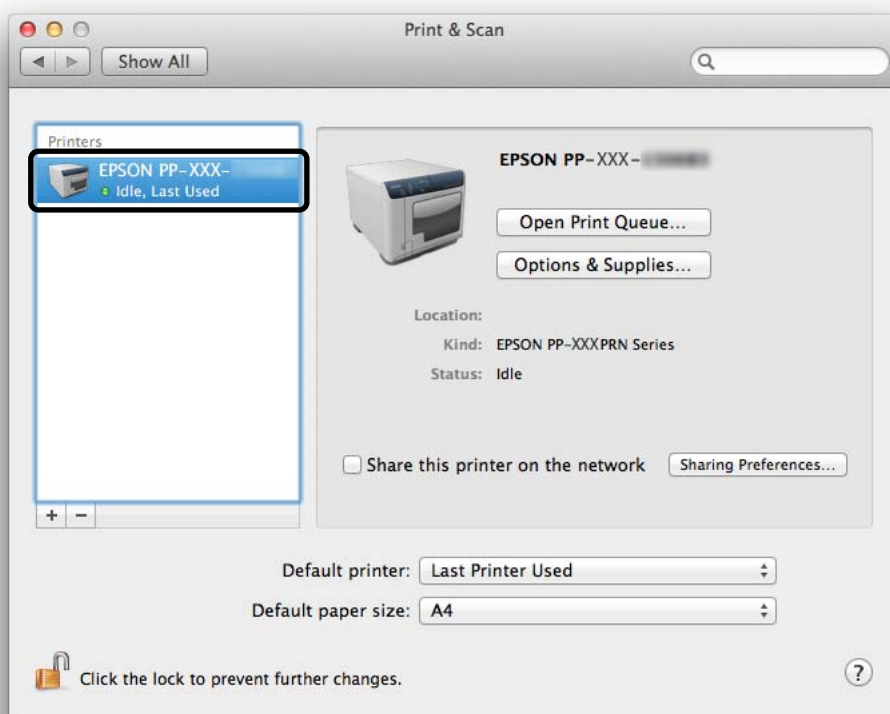 Print & Scan
Show All
Printers
EPSON PP-XXX-
Idle, Last Used
EPSON PP-XXX-
Open Print Queue...
Options & Supplies...
Location:
Kind: EPSON PP-XXXPRN Series
Status: Idle
Share this printer on the network
Sharing Preferences...
+ −
Default printer: Last Printer Used
Default paper size: A4
Click the lock to prevent further changes.
?